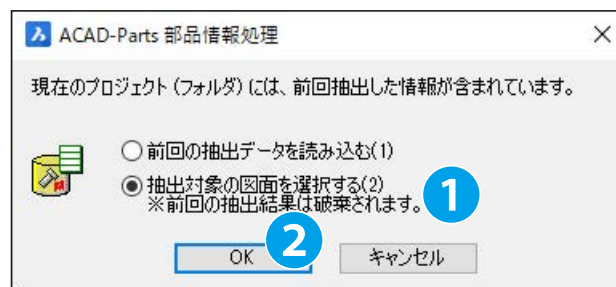 ACAD-Parts 部品情報処理
現在のプロジェクト（フォルダ）には、前回抽出した情報が含まれています。
前回の抽出データを読み込む(1)
抽出対象の図面を選択する(2)
※前回の抽出結果は破棄されます。
1
2
OK
キャンセル